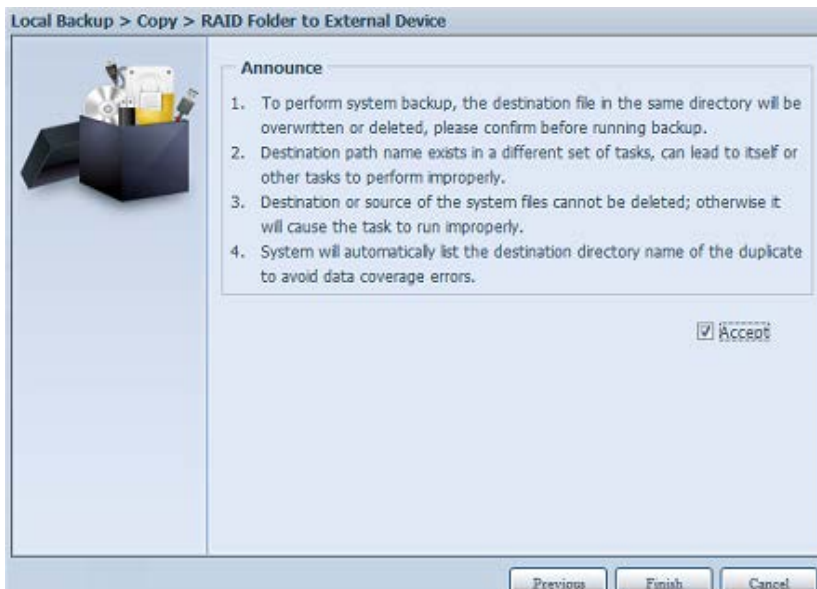 Local Backup > Copy > RAID Folder to External Device
Announce
1. To perform system backup, the destination file in the same directory will be
overwritten or deleted, please confirm before running backup.
2. Destination path name exists in a different set of tasks, can lead to itself or
other tasks to perform improperly.
3. Destination or source of the system files cannot be deleted; otherwise it
will cause the task to run improperly.
4. System will automatically list the destination directory name of the duplicate
to avoid data coverage errors.
Accept
Previous Finish Cancel